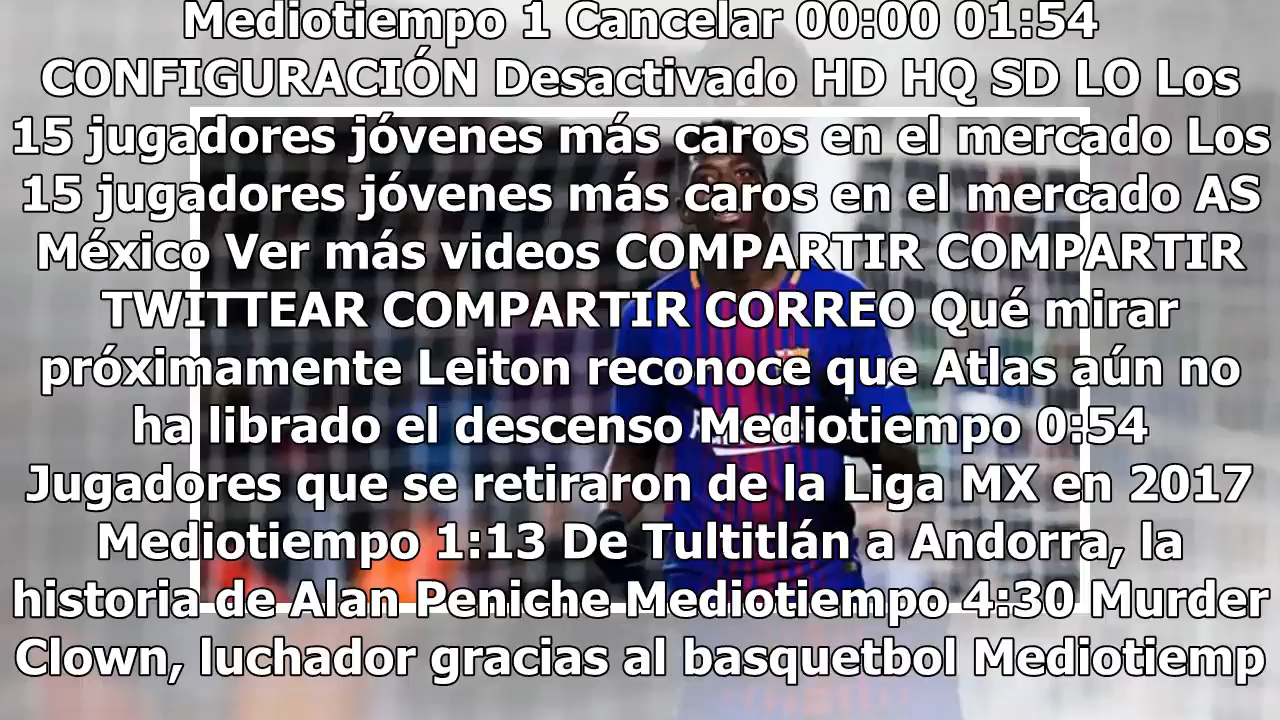 Mediotiempo 1 Cancelar 00:00 01:54
CONFIGURACIÓN Desactivado HD HQ SD LO Los
15 jugadores jóvenes más caros en el mercado Los
15 jugadores jóvenes más caros en el mercado AS
México Ver más videos COMPARTIR COMPARTIR
TWITTEAR COMPARTIR CORREO Qué mirar
próximamente Leiton reconoce que Atlas aún no
ha librado el descenso Mediotiempo 0:54
Jugadores que se retiraron de la Liga MX en 2017
Mediotiempo 1:13 De Tultitlán a Andorra, la
historia de Alan Peniche Mediotiempo 4:30 Murder
Clown, luchador gracias al basquetbol Mediotiemp